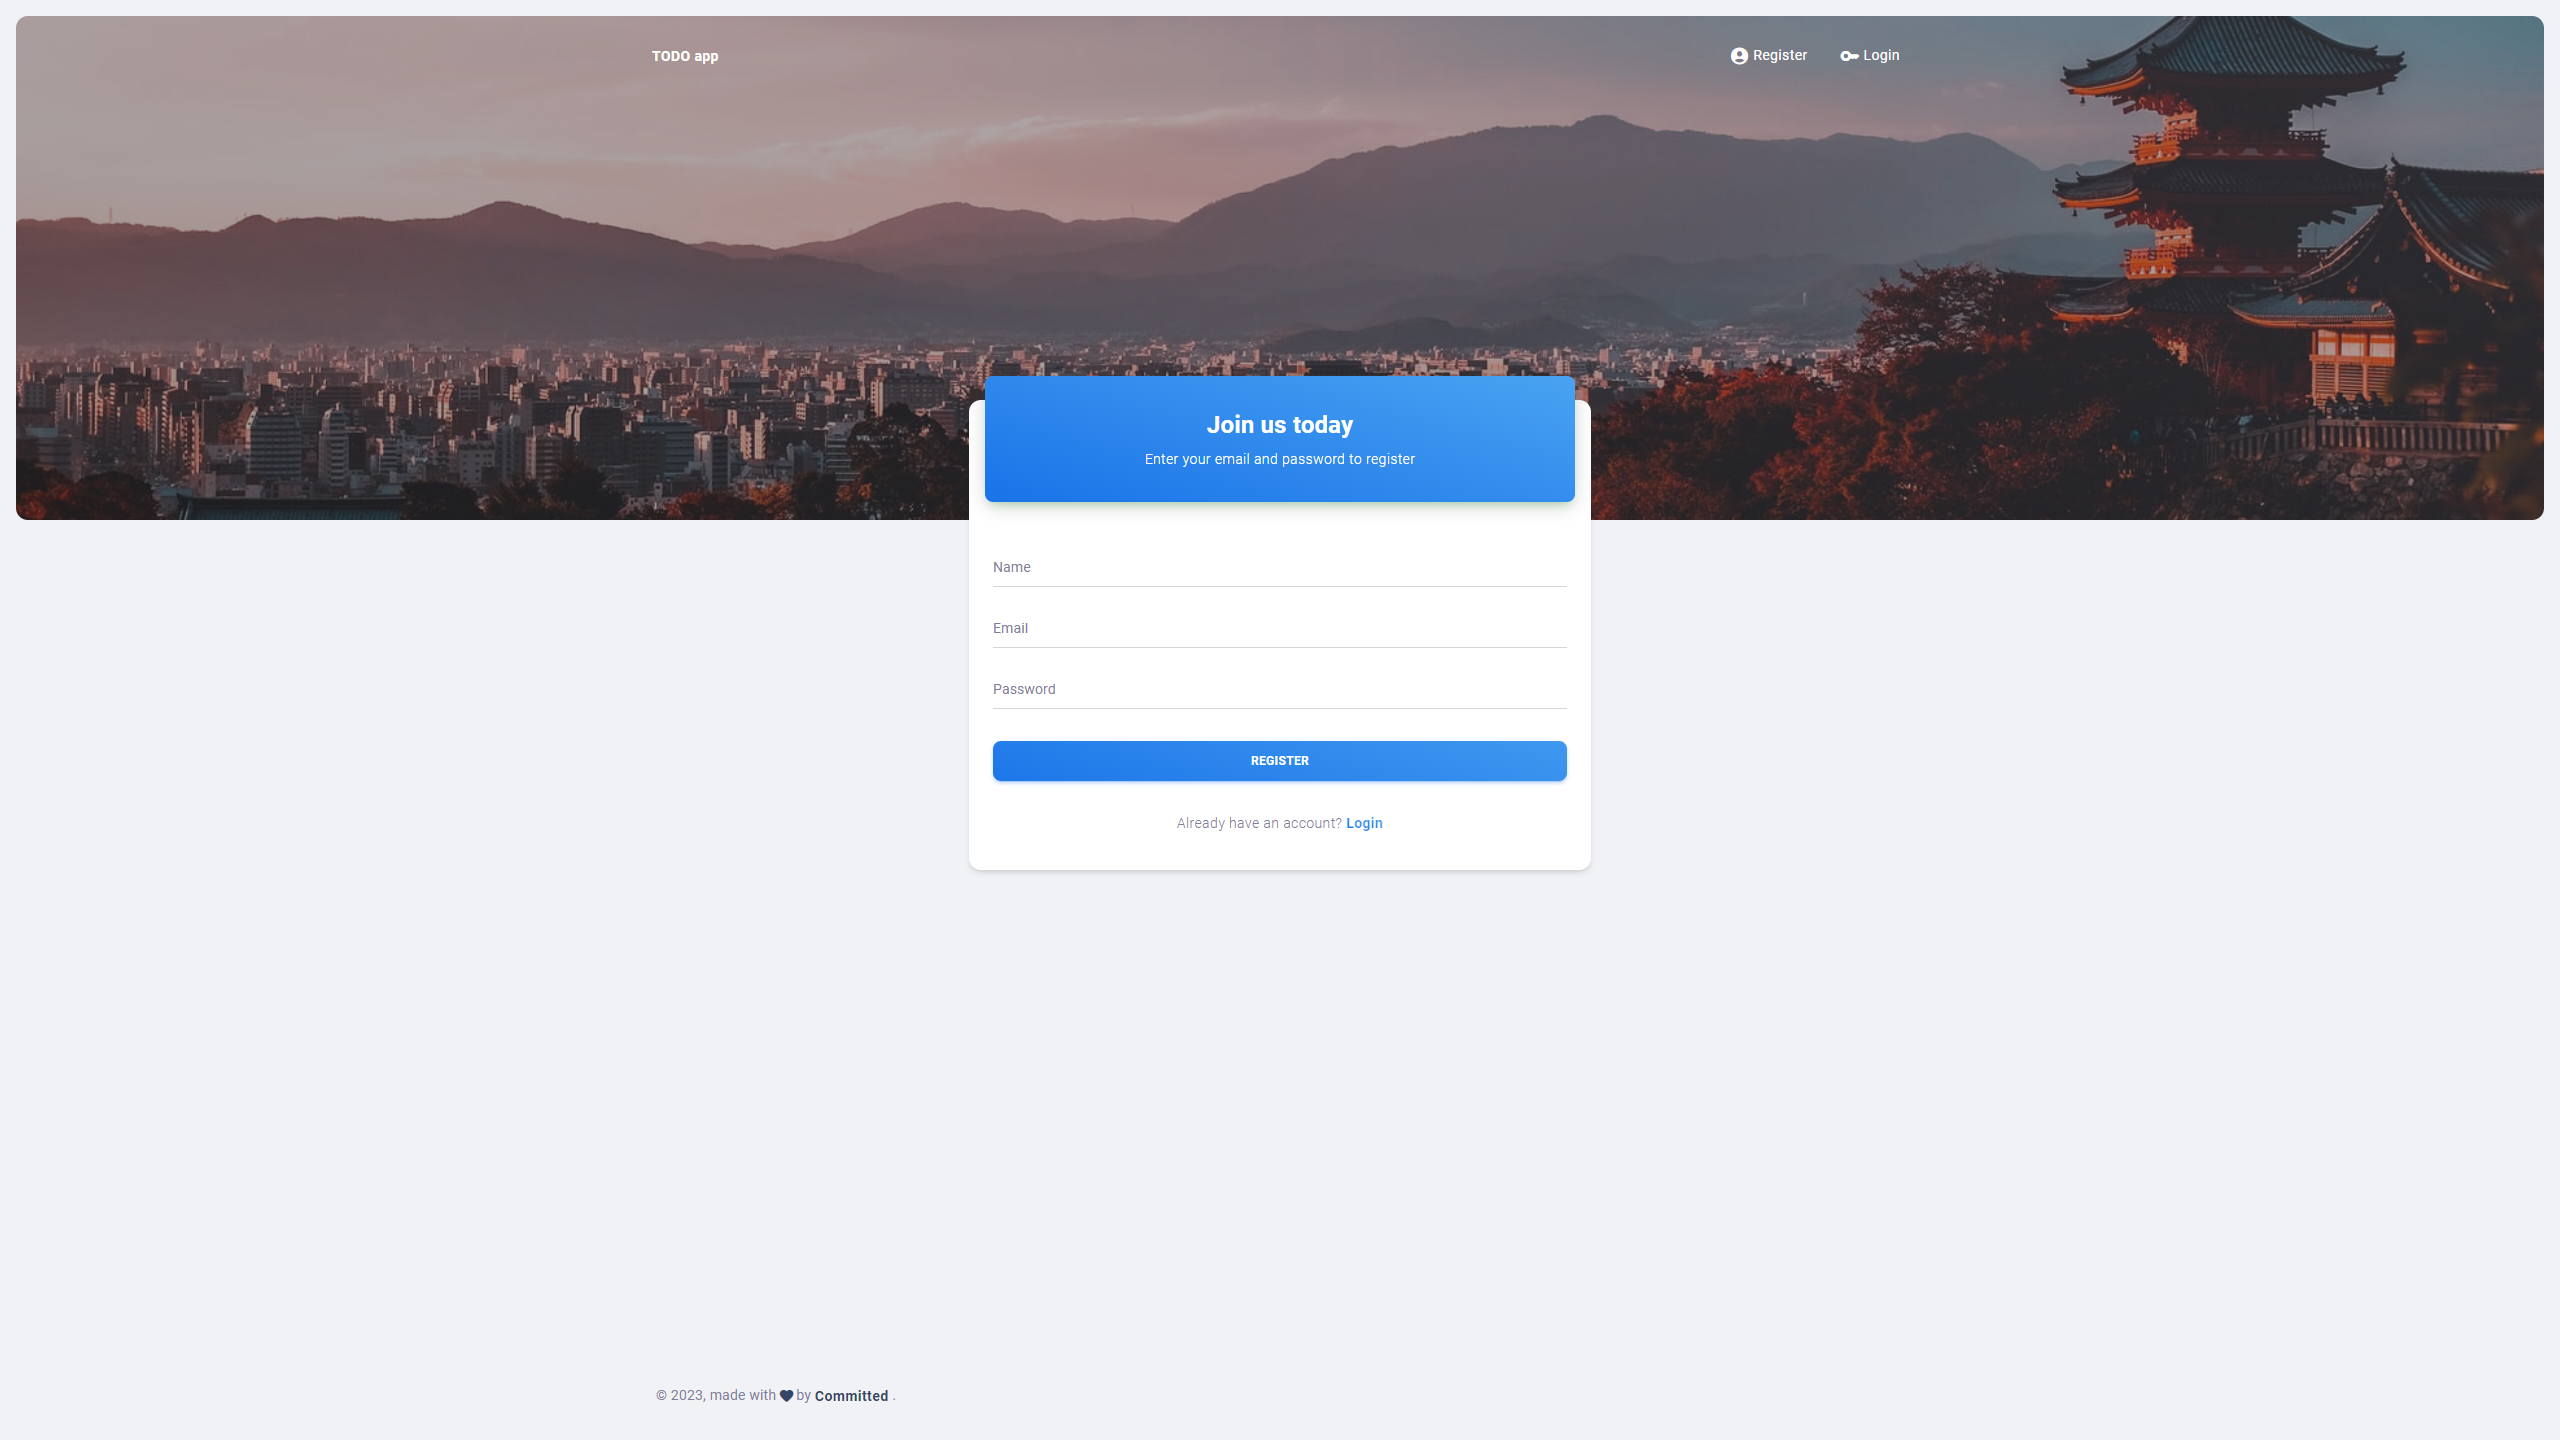 TODO app
Register
Login
Join us today
Enter your email and password to register
Name
Email
Password
REGISTER
Already have an account? Login
© 2023, made with by Committed .